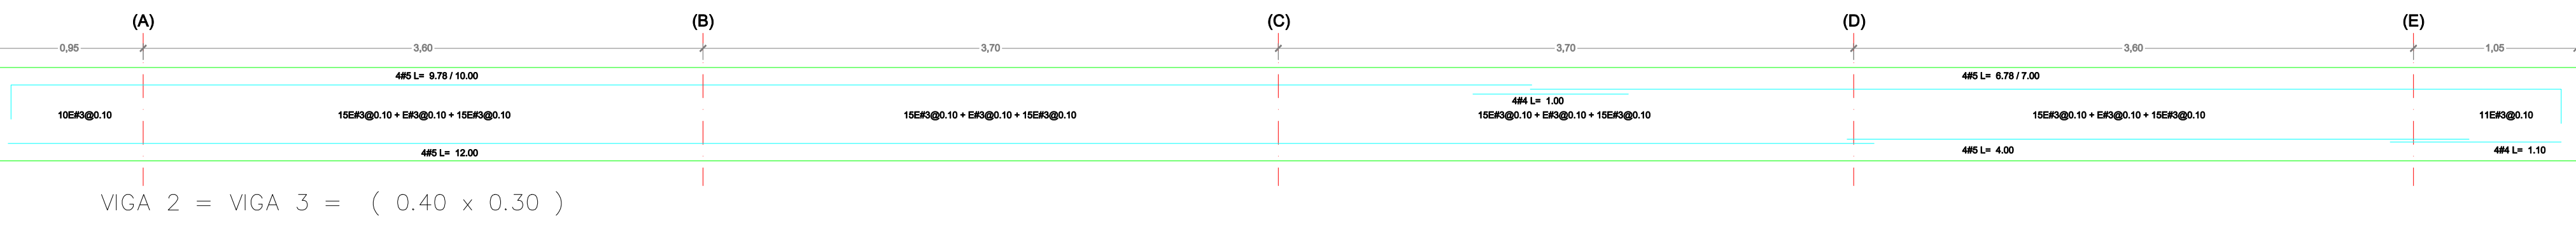 (A) (B) (C) (D) (E)
0,95 3,60 3,70 3,70 3,60 1,05
4#5 L= 9.78 / 10.00 4#5 L= 6.78 / 7.00
4#4 L= 1.00
10E#3@0.10 15E#3@0.10 + E#3@0.10 + 15E#3@0.10 15E#3@0.10 + E#3@0.10 + 15E#3@0.10 15E#3@0.10 + E#3@0.10 + 15E#3@0.10 15E#3@0.10 + E#3@0.10 + 15E#3@0.10 11E#3@0.10
4#5 L= 12.00 4#5 L= 4.00 4#4 L= 1.10
VIGA 2 = VIGA 3 = ( 0.40 x 0.30 )